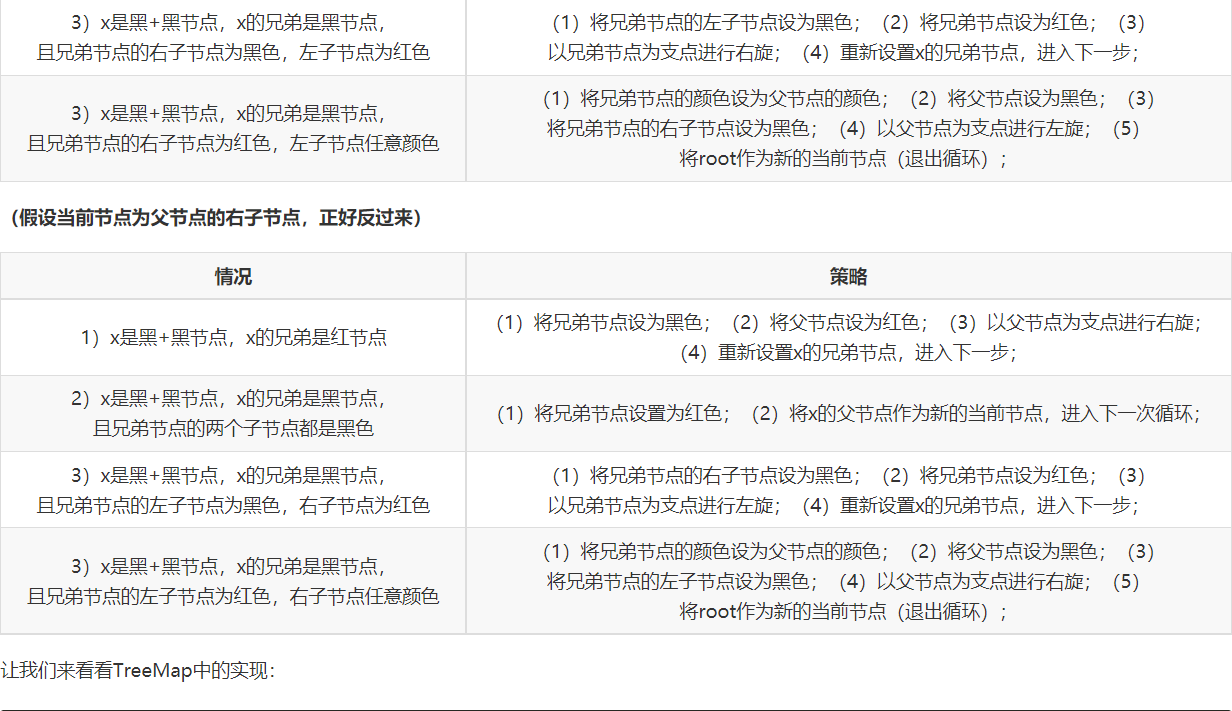 3）x是黑+黑节点，x的兄弟是黑节点，
且兄弟节点的右子节点为黑色，左子节点为红色
（1）将兄弟节点的左子节点设为黑色； （2）将兄弟节点设为红色； （3）
以兄弟节点为支点进行右旋； （4）重新设置x的兄弟节点，进入下一步；
3）x是黑+黑节点，x的兄弟是黑节点，
且兄弟节点的右子节点为红色，左子节点任意颜色
（1）将兄弟节点的颜色设为父节点的颜色； （2）将父节点设为黑色； （3）
将兄弟节点的右子节点设为黑色； （4）以父节点为支点进行左旋； （5）
将root作为新的当前节点（退出循环）；
（假设当前节点为父节点的右子节点，正好反过来）
情况
策略
1）x是黑+黑节点，x的兄弟是红节点
（1）将兄弟节点设为黑色； （2）将父节点设为红色； （3）以父节点为支点进行右旋；
（4）重新设置x的兄弟节点，进入下一步；
2）x是黑+黑节点，x的兄弟是黑节点，
且兄弟节点的两个子节点都是黑色
（1）将兄弟节点设置为红色； （2）将x的父节点作为新的当前节点，进入下一次循环；
3）x是黑+黑节点，x的兄弟是黑节点，
且兄弟节点的左子节点为黑色，右子节点为红色
（1）将兄弟节点的右子节点设为黑色； （2）将兄弟节点设为红色； （3）
以兄弟节点为支点进行左旋； （4）重新设置x的兄弟节点，进入下一步；
3）x是黑+黑节点，x的兄弟是黑节点，
且兄弟节点的左子节点为红色，右子节点任意颜色
（1）将兄弟节点的颜色设为父节点的颜色； （2）将父节点设为黑色； （3）
将兄弟节点的左子节点设为黑色； （4）以父节点为支点进行右旋； （5）
将root作为新的当前节点（退出循环）；
让我们来看看TreeMap中的实现：